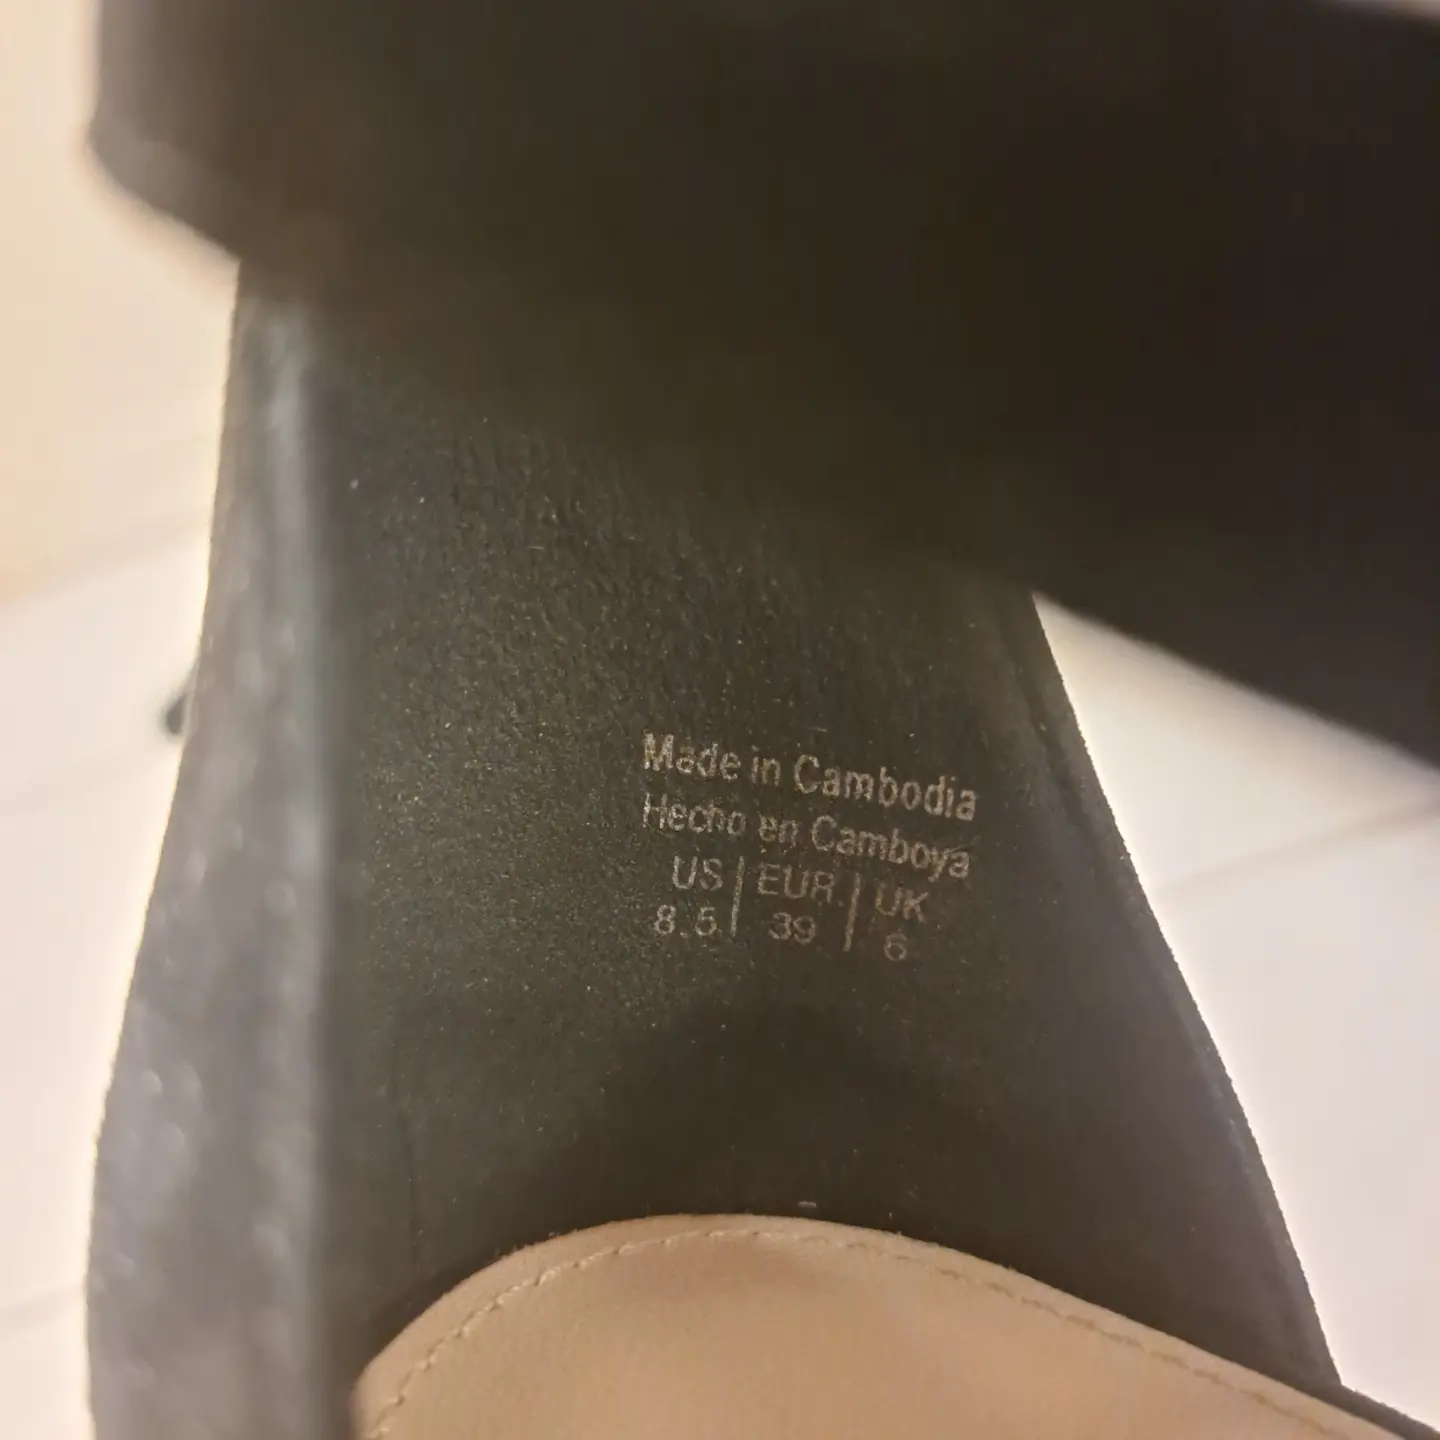 Made in Cambodia
Hecho en Camboya
US | EUR | UK
8.5 | 39 | 6